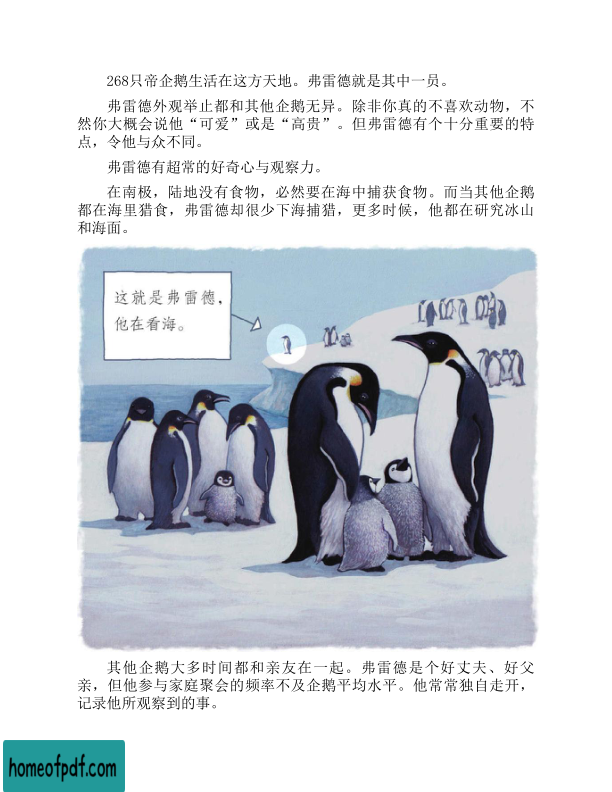 268只帝企鹅生活在这方天地。弗雷德就是其中一员。
弗雷德外观举止都和其他企鹅无异。除非你真的不喜欢动物，不
然你大概会说他“可爱”或是“高贵”。但弗雷德有个十分重要的特
点，令他与众不同。
弗雷德有超常的好奇心与观察力。
在南极，陆地没有食物，必然要在海中捕获食物。而当其他企鹅
都在海里猎食，弗雷德却很少下海捕猎，更多时候，他都在研究冰山
和海面。
这就是弗雷德，
他在看海。
其他企鹅大多时间都和亲友在一起。弗雷德是个好丈夫、好父
亲，但他参与家庭聚会的频率不及企鹅平均水平。他常常独自走开，
记录他所观察到的事。
homeofpdf.com